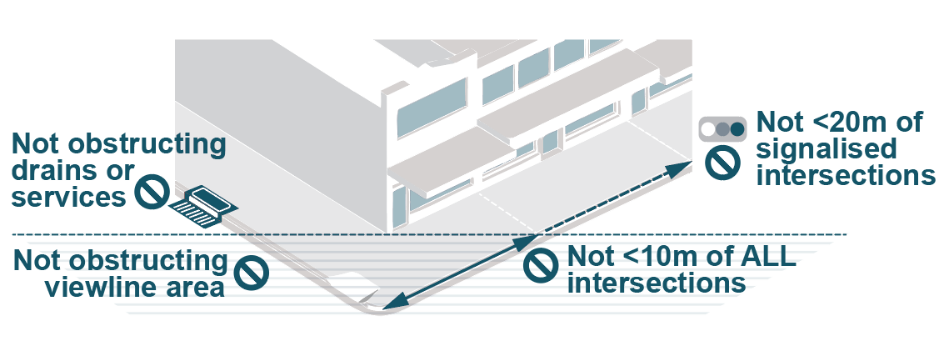 Not obstructing
drains or
services
Not <20m of
signalised
intersections
Not obstructing
viewline area
Not <10m of ALL
intersections